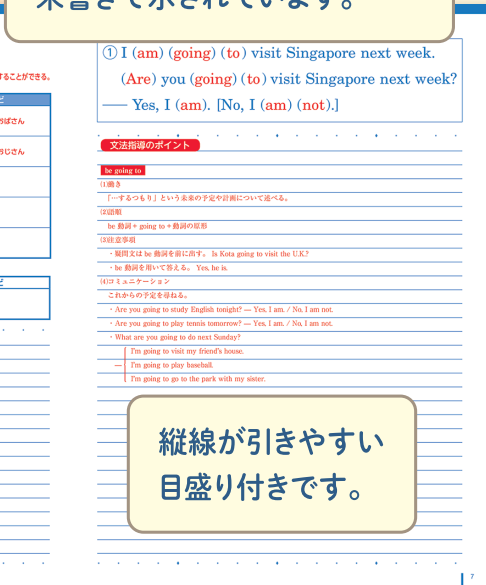 ① I (am) (going) (to) visit Singapore next week.
(Are) you (going) (to) visit Singapore next week?
── Yes, I (am). [No, I (am) (not).]
することができる。
おばさん
おじさん
文法指導のポイント
be going to
(1)働き
「…するつもり」という未来の予定や計画について述べる。
(2)語順
be 動詞+ going to +動詞の原形
(3)注意事項
・疑問文は be 動詞を前に出す。 Is Kota going to visit the U.K.?
・be 動詞を用いて答える。 Yes, he is.
(4)コミュニケーション
これからの予定を尋ねる。
・Are you going to study English tonight? — Yes, I am. / No, I am not.
・Are you going to play tennis tomorrow? — Yes, I am. / No, I am not.
・What are you going to do next Sunday?
I'm going to visit my friend's house.
— I'm going to play baseball.
I'm going to go to the park with my sister.
縦線が引きやすい
目盛り付きです。
7